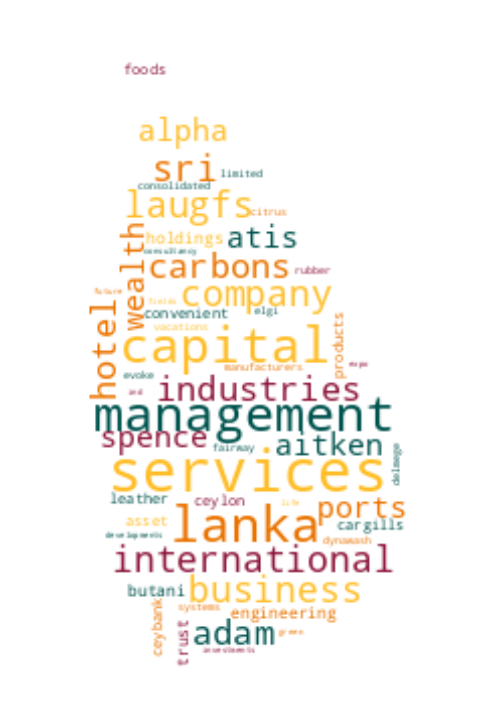 foods
alpha
sri
limited
consolidated
laugfs
citrus
wealth
holdings
atis
consultancy
carbons
rubber
hotel
future
fields
company
convenient
elgi
vacations
products
capital
manufacturers
expo
evoke
industries
ind
management
spence
fairway
aitken
delmege
services
leather
ceylon
life
ports
lanka
asset
cargills
developments
dynawash
international
butani
business
ceybank
systems
engineering
trust
adam
green
investments